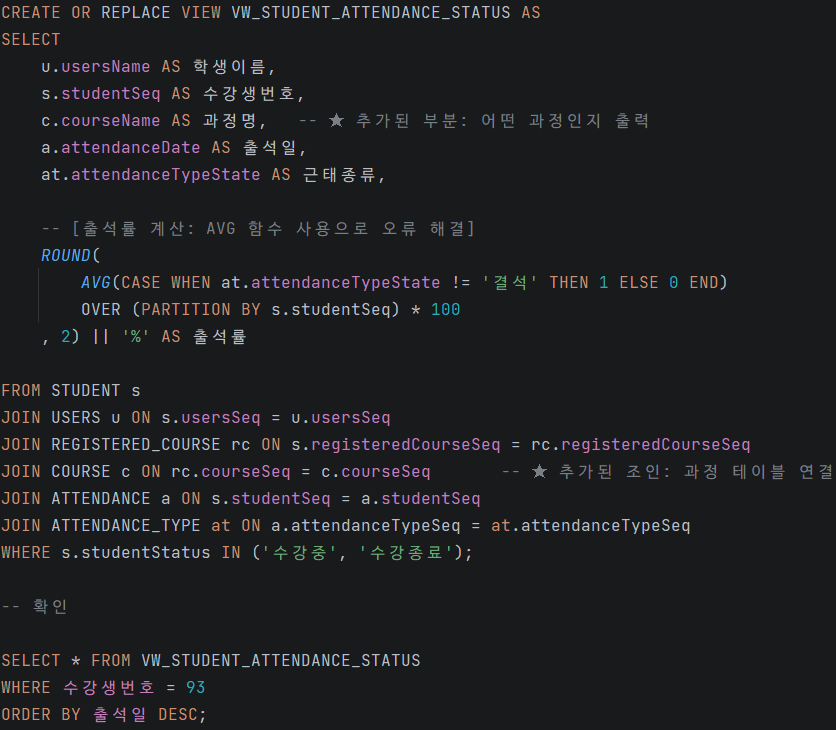 CREATE OR REPLACE VIEW VW_STUDENT_ATTENDANCE_STATUS AS
SELECT
    u.usersName AS 학생이름,
    s.studentSeq AS 수강생번호,
    c.courseName AS 과정명,   -- ★ 추가된 부분: 어떤 과정인지 출력
    a.attendanceDate AS 출석일,
    at.attendanceTypeState AS 근태종류,

    -- [출석률 계산: AVG 함수 사용으로 오류 해결]
    ROUND(
        AVG(CASE WHEN at.attendanceTypeState != '결석' THEN 1 ELSE 0 END)
        OVER (PARTITION BY s.studentSeq) * 100
    , 2) || '%' AS 출석률

FROM STUDENT s
JOIN USERS u ON s.usersSeq = u.usersSeq
JOIN REGISTERED_COURSE rc ON s.registeredCourseSeq = rc.registeredCourseSeq
JOIN COURSE c ON rc.courseSeq = c.courseSeq       -- ★ 추가된 조인: 과정 테이블 연결
JOIN ATTENDANCE a ON s.studentSeq = a.studentSeq
JOIN ATTENDANCE_TYPE at ON a.attendanceTypeSeq = at.attendanceTypeSeq
WHERE s.studentStatus IN ('수강중', '수강종료');

-- 확인

SELECT * FROM VW_STUDENT_ATTENDANCE_STATUS
WHERE 수강생번호 = 93
ORDER BY 출석일 DESC;